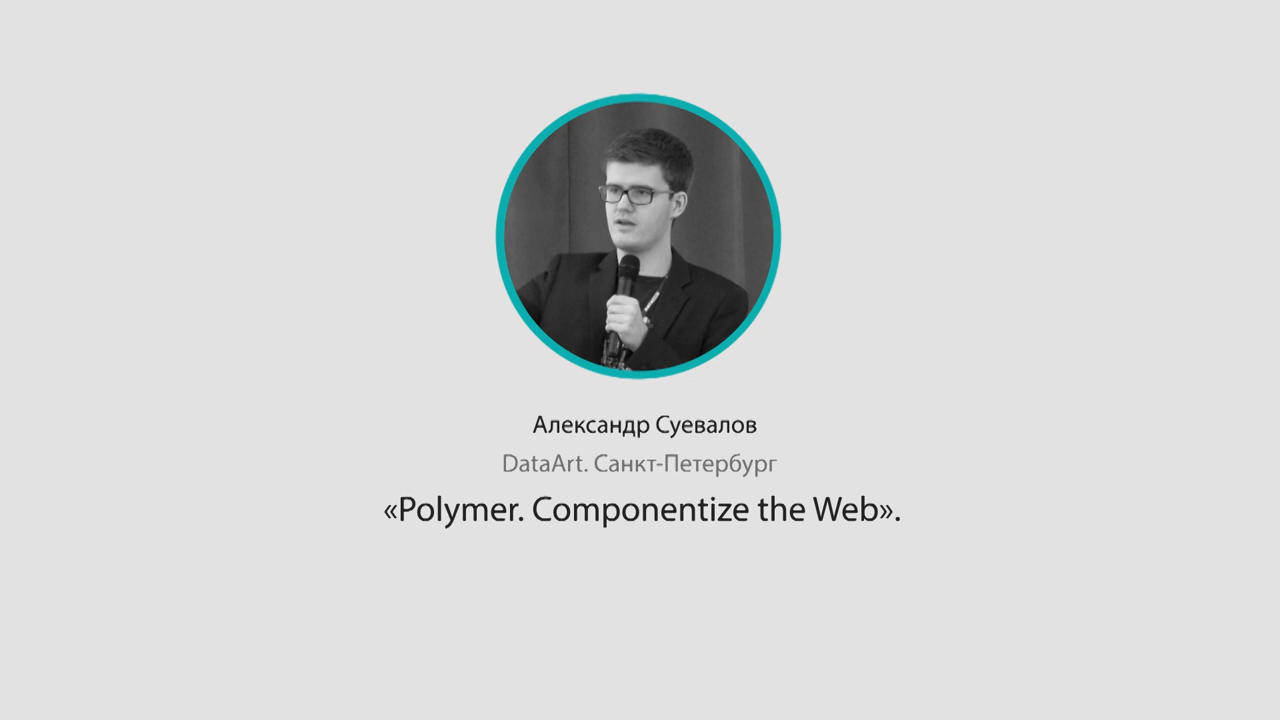 Александр Суевалов
DataArt. Санкт-Петербург
«Polymer. Componentize the Web».